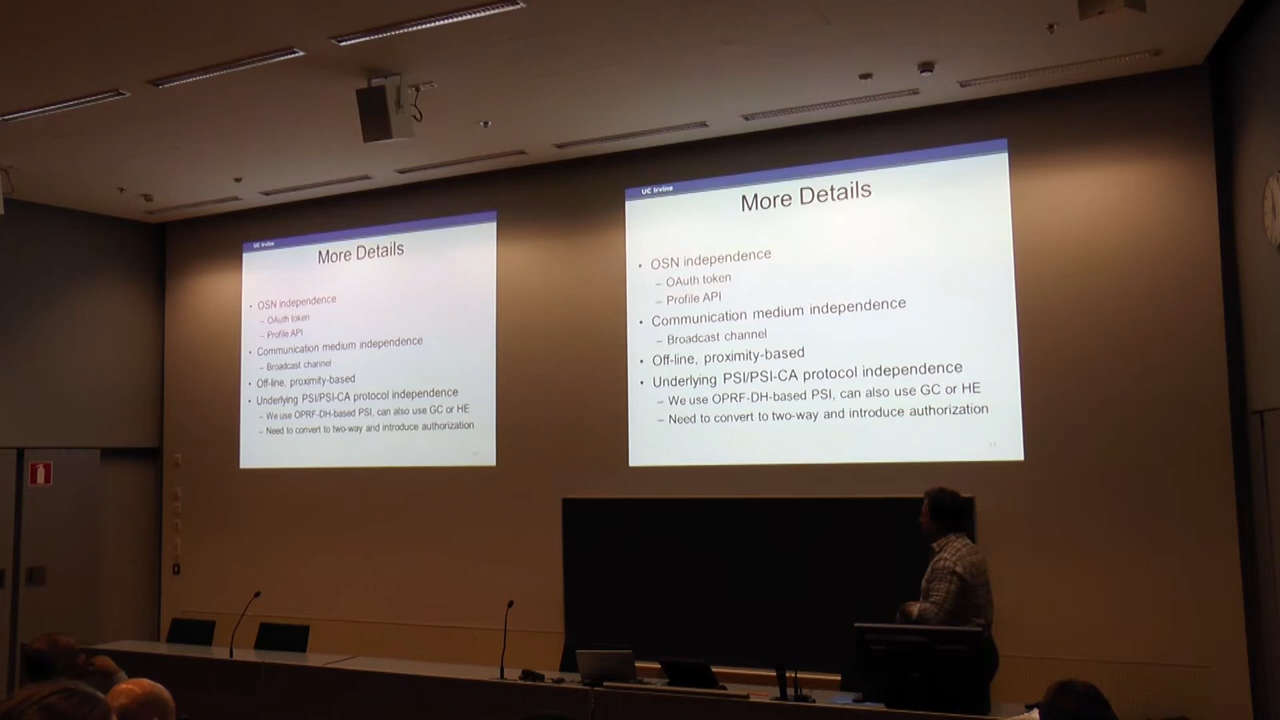 UC Irvine
More Details
• OSN independence
– OAuth token
– Profile API
• Communication medium independence
– Broadcast channel
• Off-line, proximity-based
• Underlying PSI/PSI-CA protocol independence
– We use OPRF-DH-based PSI, can also use GC or HE
– Need to convert to two-way and introduce authorization
UC Irvine
More Details
• OSN independence
– OAuth token
– Profile API
• Communication medium independence
– Broadcast channel
• Off-line, proximity-based
• Underlying PSI/PSI-CA protocol independence
– We use OPRF-DH-based PSI, can also use GC or HE
– Need to convert to two-way and introduce authorization